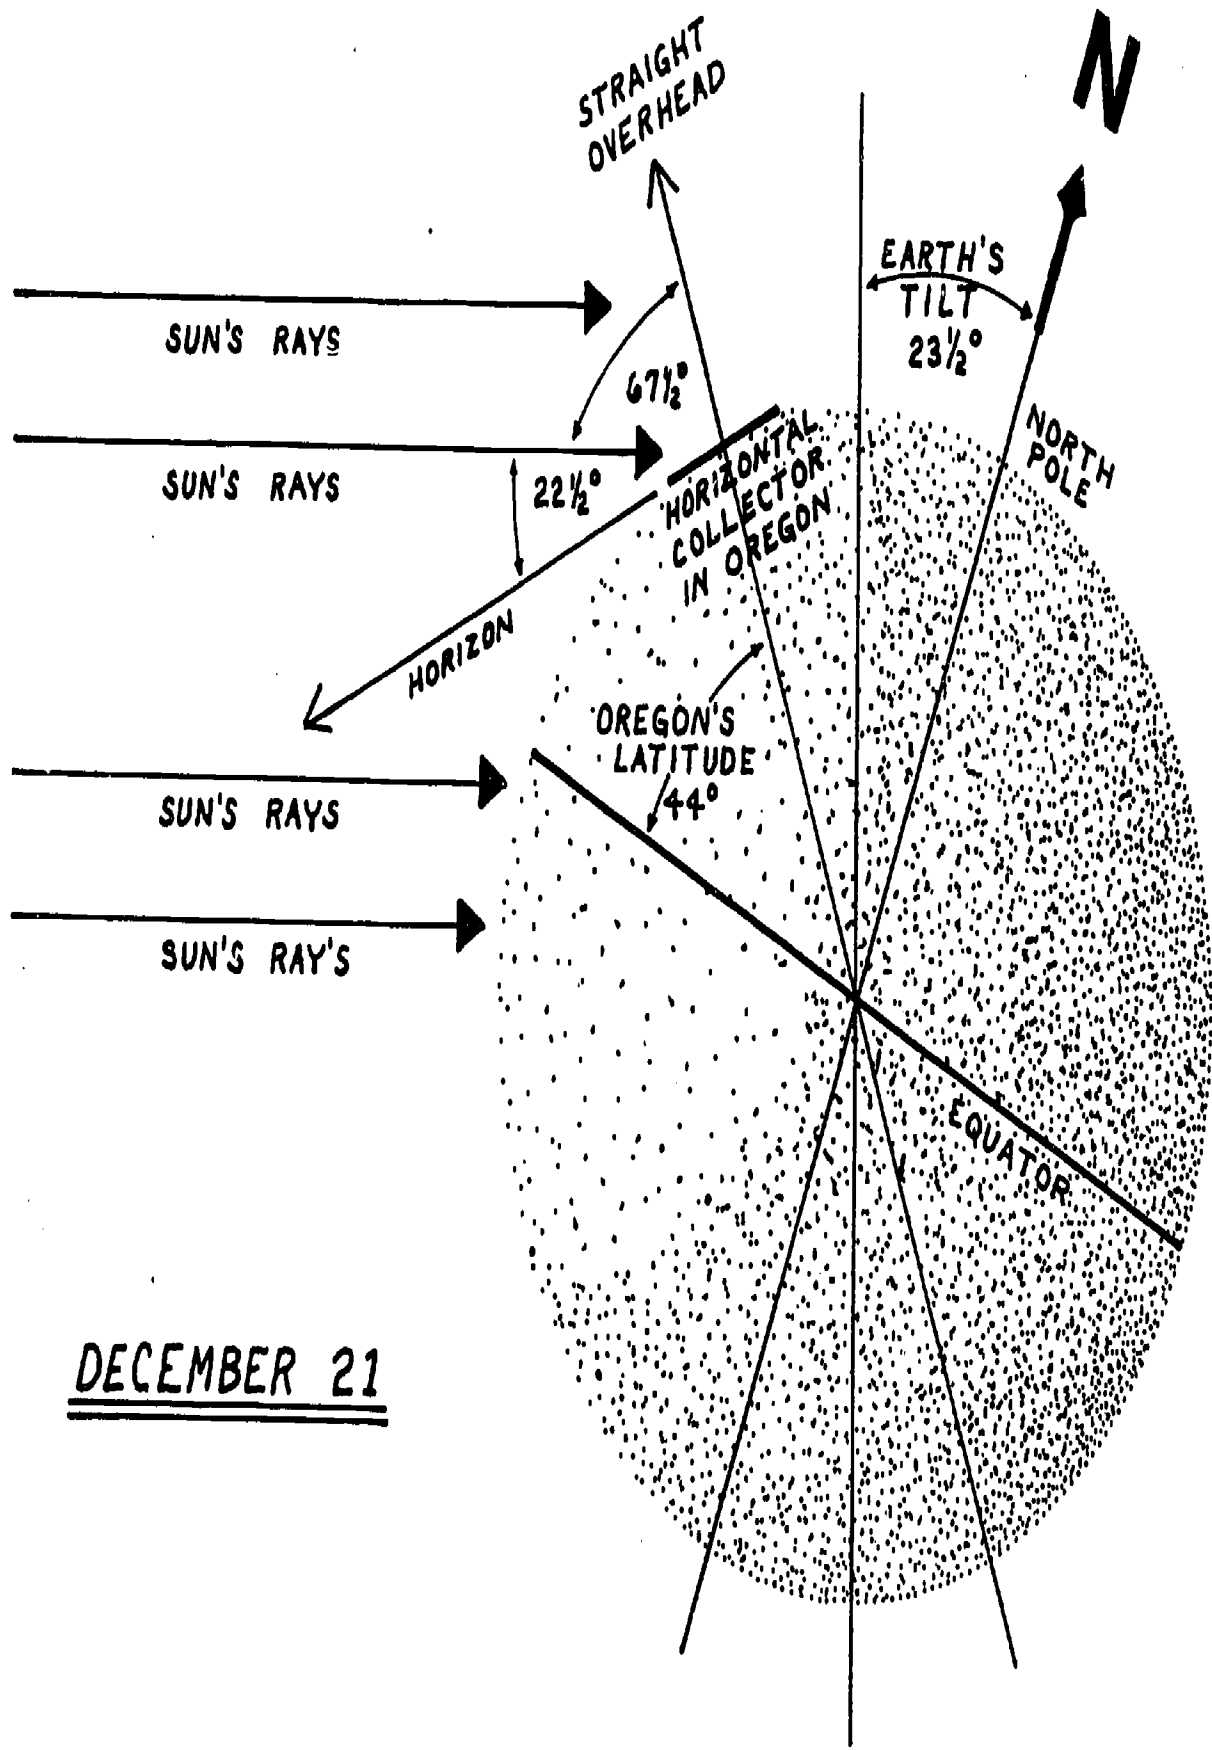 N
STRAIGHT
OVERHEAD
EARTH'S
TILT
23½°
SUN'S RAYS
67½°
NORTH
POLE
SUN'S RAYS
22½°
HORIZONTAL
COLLECTOR
IN OREGON
HORIZON
OREGON'S
LATITUDE
44°
SUN'S RAYS
SUN'S RAY'S
EQUATOR
DECEMBER 21